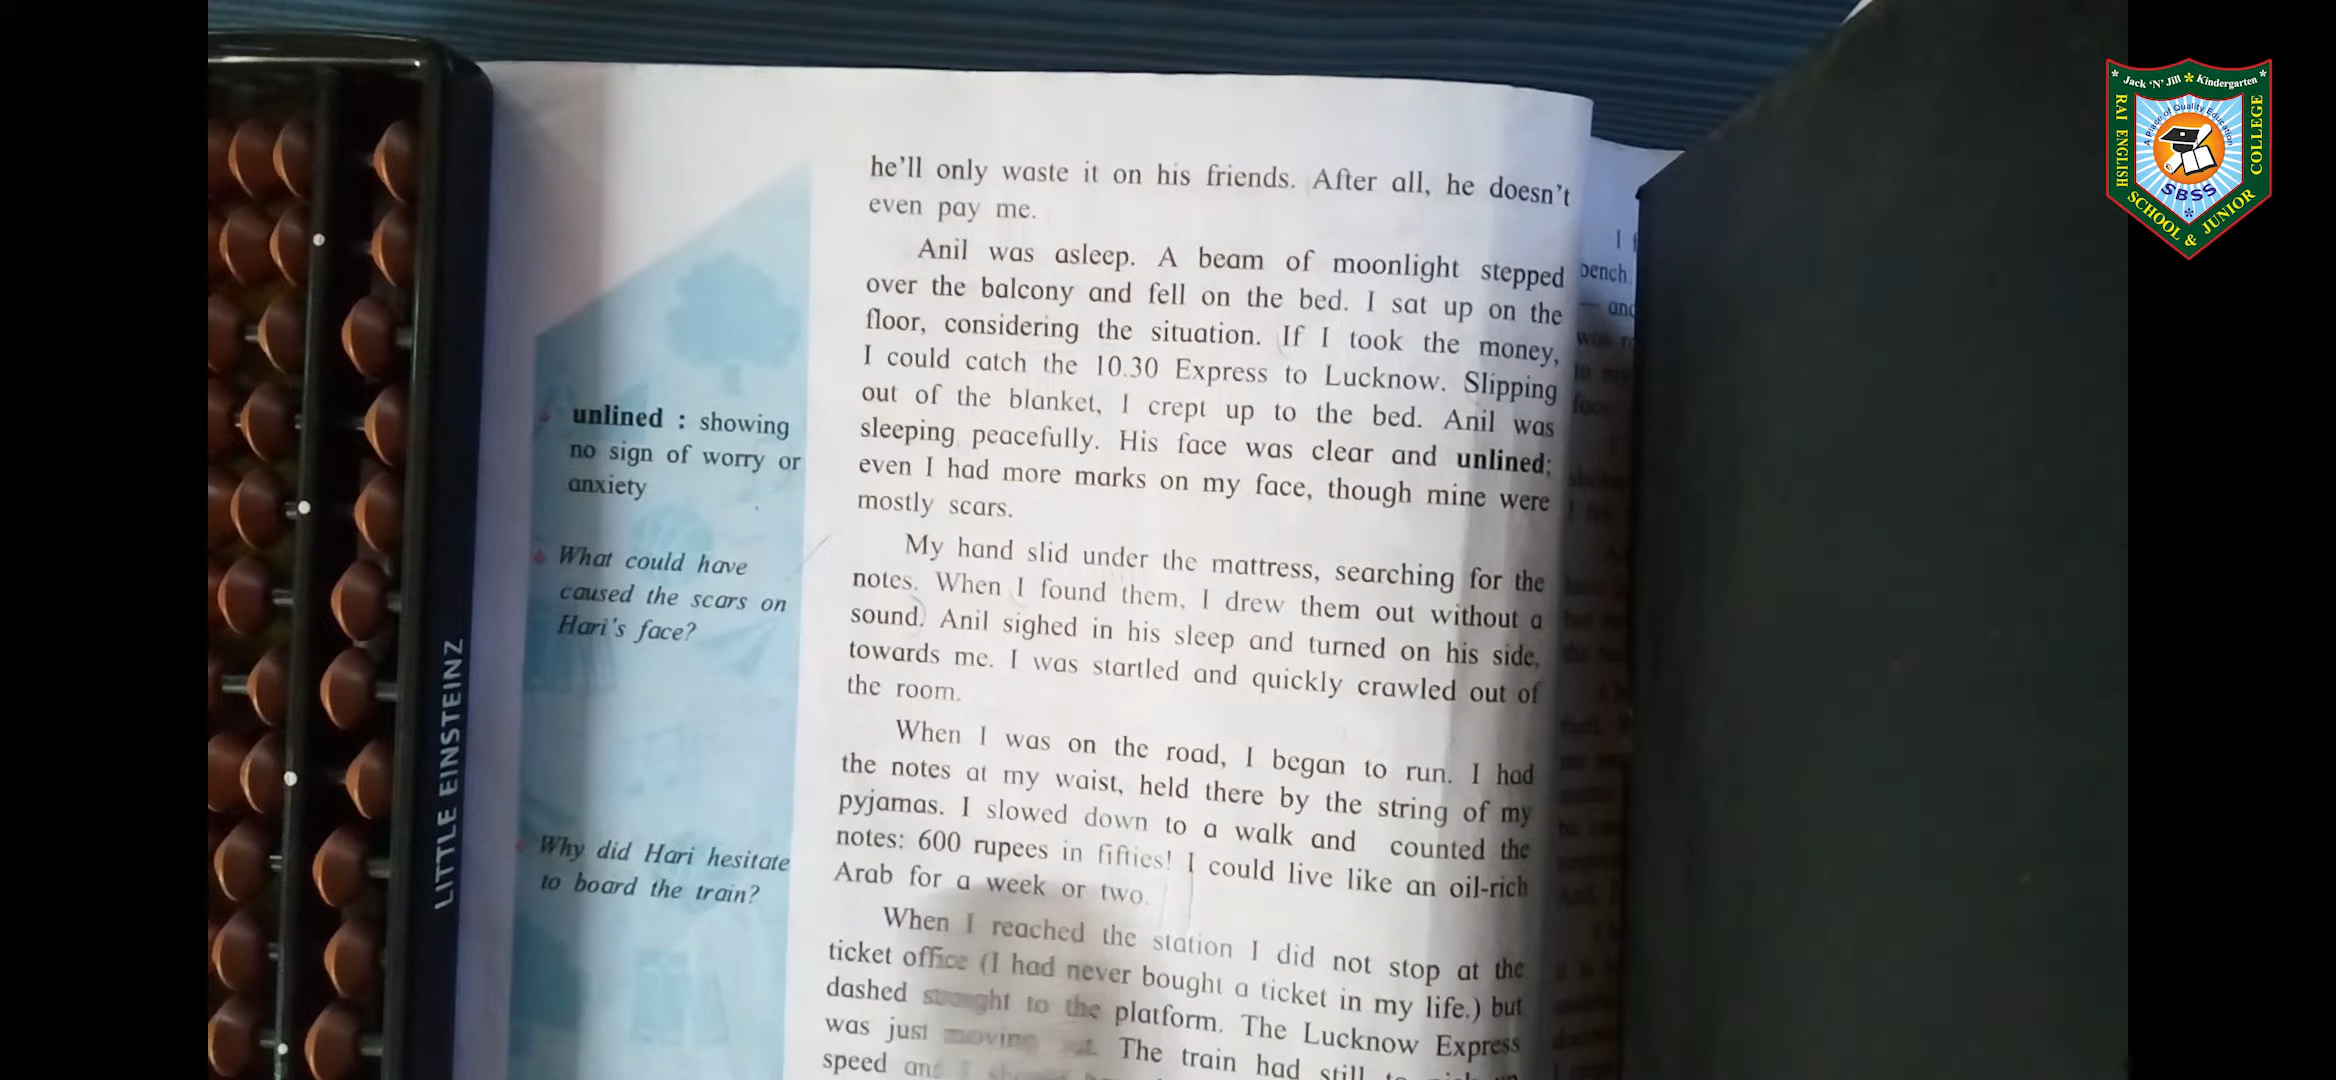 he'll only waste it on his friends. After all, he doesn't
even pay me.
Anil was asleep. A beam of moonlight stepped
over the balcony and fell on the bed. I sat up on the
floor, considering the situation. If I took the money,
I could catch the 10.30 Express to Lucknow. Slipping
out of the blanket, I crept up to the bed. Anil was
sleeping peacefully. His face was clear and unlined;
even I had more marks on my face, though mine were
mostly scars.
My hand slid under the mattress, searching for the
notes. When I found them, I drew them out without a
sound. Anil sighed in his sleep and turned on his side,
towards me. I was startled and quickly crawled out of
the room.
When I was on the road, I began to run. I had
the notes at my waist, held there by the string of my
pyjamas. I slowed down to a walk and counted the
notes: 600 rupees in fifties! I could live like an oil-rich
Arab for a week or two.
When I reached the station I did not stop at the
ticket office (I had never bought a ticket in my life.) but
dashed straight to the platform. The Lucknow Express
was just moving out. The train had still to
speed and I
unlined : showing
no sign of worry or
anxiety
What could have
caused the scars on
Hari's face?
Why did Hari hesitate
to board the train?
bench
LITTLE EINSTEINZ
Jack 'N' Jill Kindergarten
RAI ENGLISH
SCHOOL & JUNIOR
COLLEGE
A Place of Quality Education
SBSS